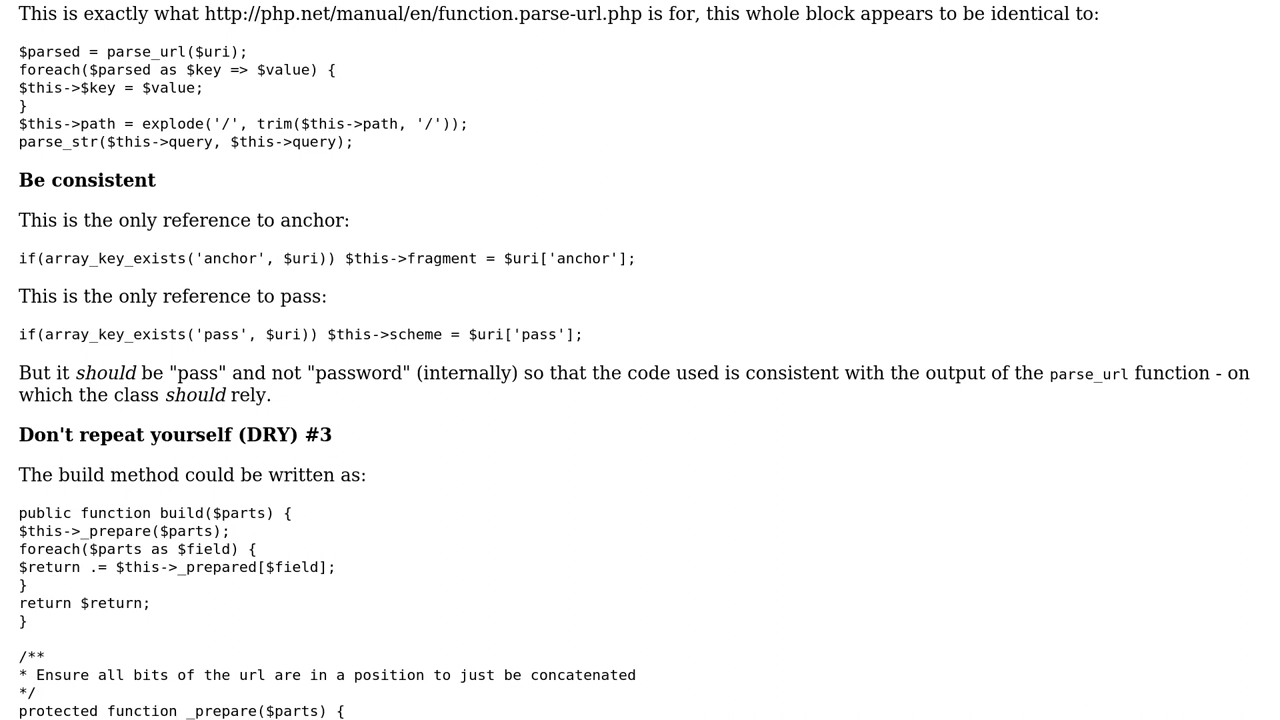 This is exactly what http://php.net/manual/en/function.parse-url.php is for, this whole block appears to be identical to:
$parsed = parse_url($uri);
foreach($parsed as $key => $value) {
$this->$key = $value;
}
$this->path = explode('/', trim($this->path, '/'));
parse_str($this->query, $this->query);
Be consistent
This is the only reference to anchor:
if(array_key_exists('anchor', $uri)) $this->fragment = $uri['anchor'];
This is the only reference to pass:
if(array_key_exists('pass', $uri)) $this->scheme = $uri['pass'];
But it should be "pass" and not "password" (internally) so that the code used is consistent with the output of the parse_url function - on
which the class should rely.
Don't repeat yourself (DRY) #3
The build method could be written as:
public function build($parts) {
$this->_prepare($parts);
foreach($parts as $field) {
$return .= $this->_prepared[$field];
}
return $return;
}
/**
* Ensure all bits of the url are in a position to just be concatenated
*/
protected function _prepare($parts) {